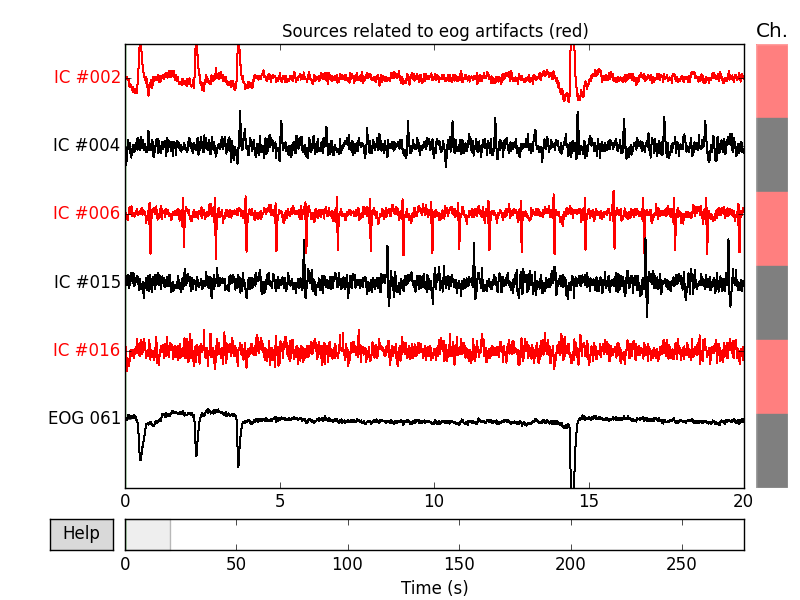 Sources related to eog artifacts (red)
Ch.
IC #002
IC #004
IC #006
IC #015
IC #016
EOG 061
0 5 10 15 20
Help
0 50 100 150 200 250
Time (s)